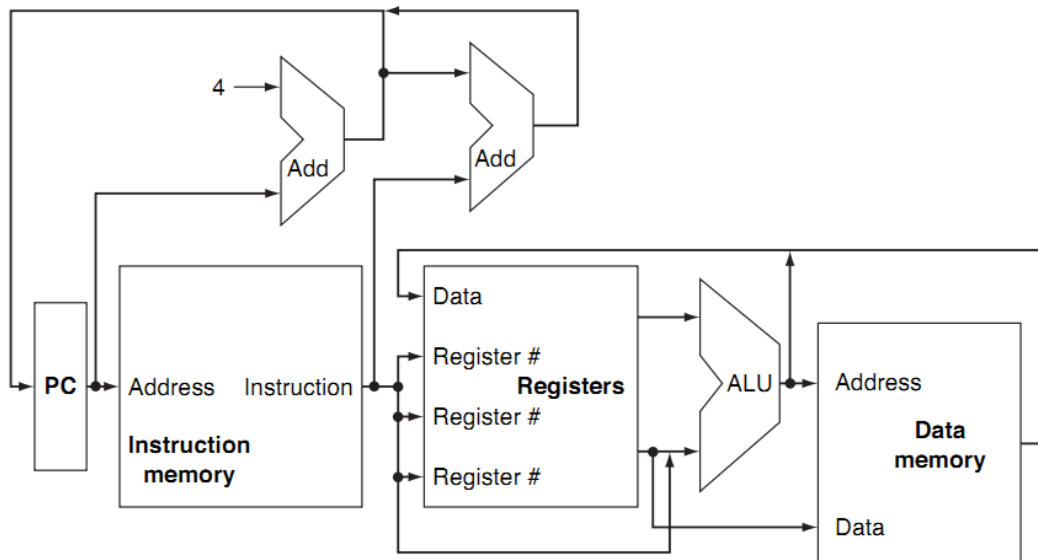 4
Add
Add
Data
Register #
PC
Address
Instruction
Registers
ALU
Address
Register #
Instruction
memory
Data
memory
Register #
Data